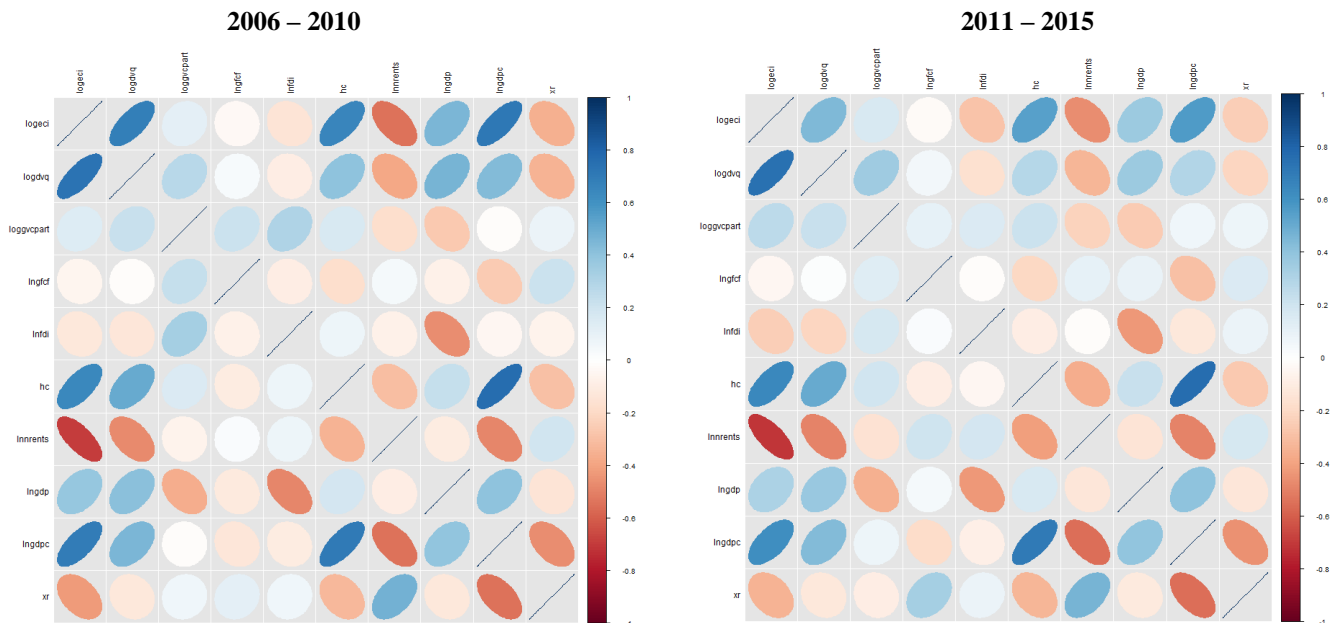 2006 – 2010
2011 – 2015
logeci
logdvq
loggvcpart
lngfcf
lnfdi
hc
lnnrents
lngdp
lngdpc
xr
logeci
logdvq
loggvcpart
lngfcf
lnfdi
hc
lnnrents
lngdp
lngdpc
xr
1
0.8
0.6
0.4
0.2
0
-0.2
-0.4
-0.6
-0.8
-1
logeci
logdvq
loggvcpart
lngfcf
lnfdi
hc
lnnrents
lngdp
lngdpc
xr
logeci
logdvq
loggvcpart
lngfcf
lnfdi
hc
lnnrents
lngdp
lngdpc
xr
1
0.8
0.6
0.4
0.2
0
-0.2
-0.4
-0.6
-0.8
-1